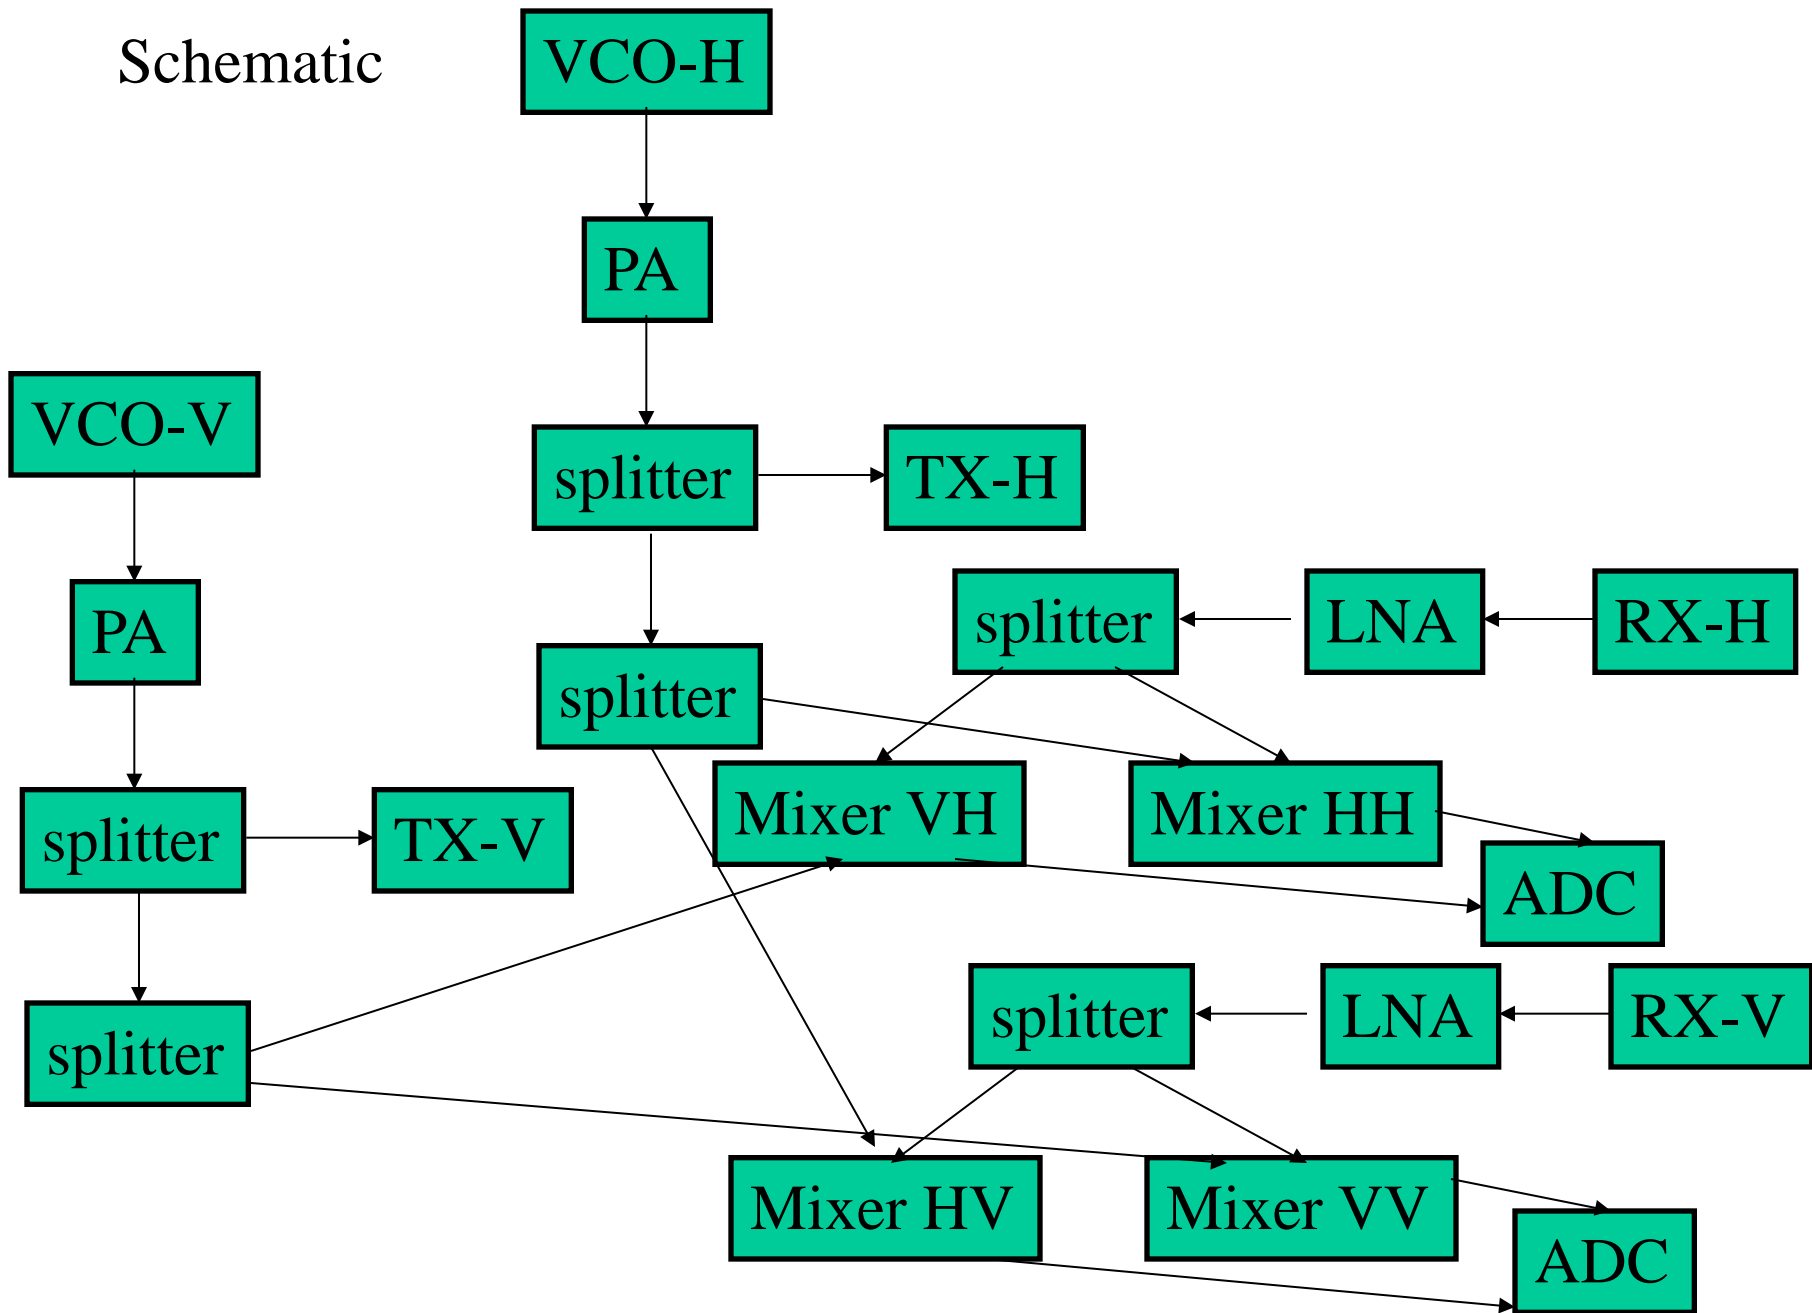 Schematic
VCO-H
PA
VCO-V
splitter
TX-H
PA
splitter
LNA
RX-H
splitter
splitter
TX-V
Mixer VH
Mixer HH
ADC
splitter
splitter
LNA
RX-V
Mixer HV
Mixer VV
ADC